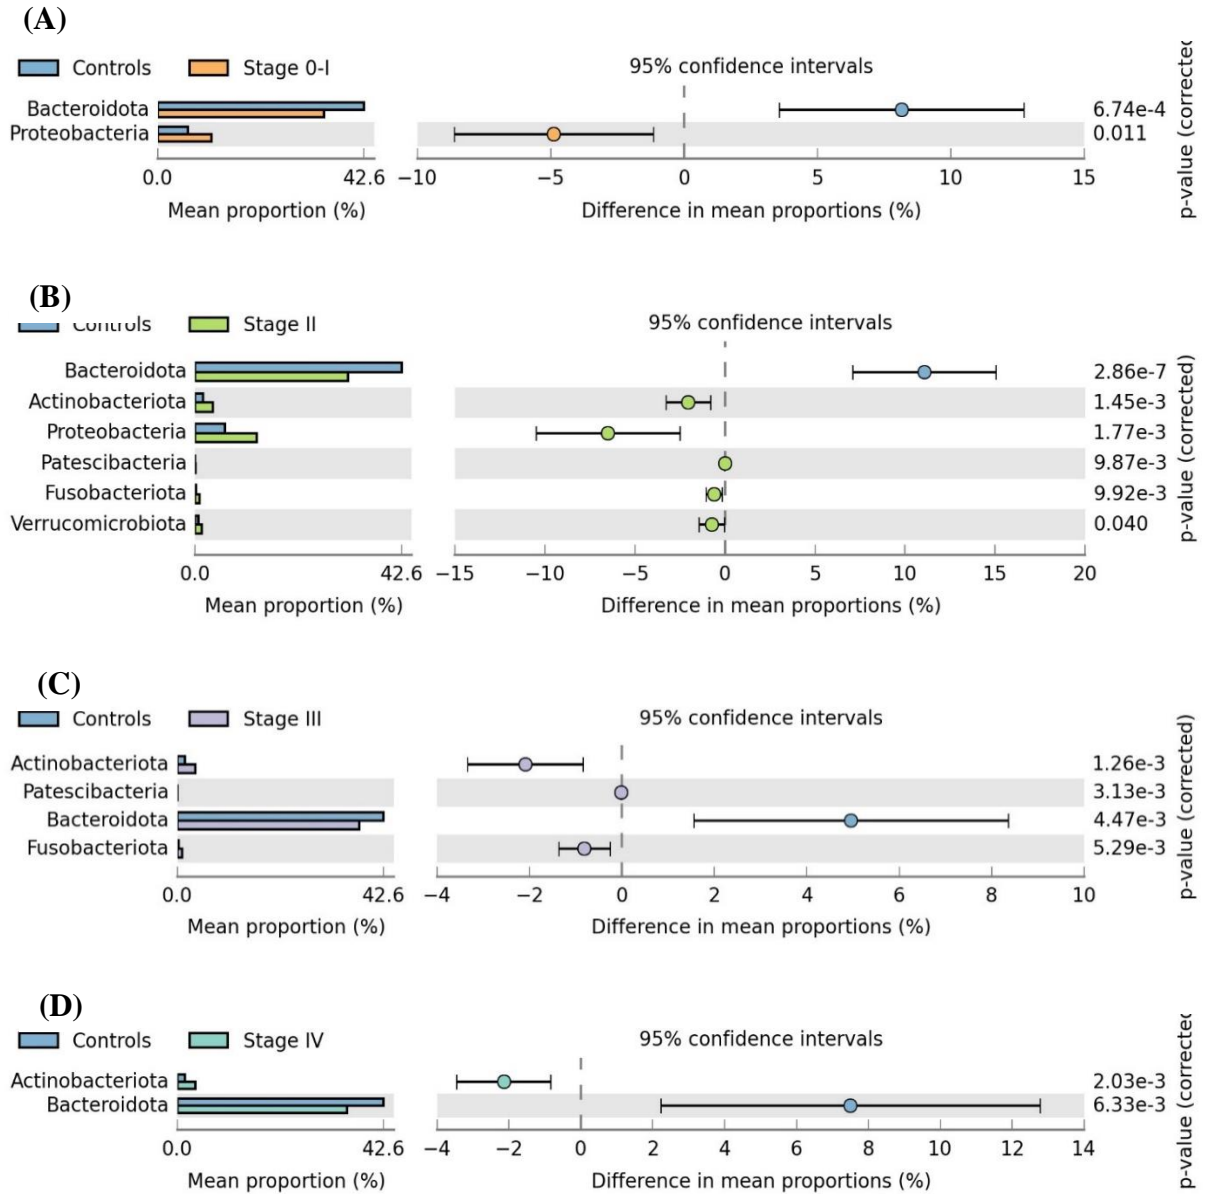 (A)
Controls Stage 0-I 95% confidence intervals
Bacteroidota 6.74e-4
Proteobacteria 0.011
0.0 42.6 −10 −5 0 5 10 15
Mean proportion (%) Difference in mean proportions (%)
p-value (corrected
(B)
Controls Stage II 95% confidence intervals
Bacteroidota 2.86e-7
Actinobacteriota 1.45e-3
Proteobacteria 1.77e-3
Patescibacteria 9.87e-3
Fusobacteriota 9.92e-3
Verrucomicrobiota 0.040
0.0 42.6 −15 −10 −5 0 5 10 15 20
Mean proportion (%) Difference in mean proportions (%)
p-value (corrected)
(C)
Controls Stage III 95% confidence intervals
Actinobacteriota 1.26e-3
Patescibacteria 3.13e-3
Bacteroidota 4.47e-3
Fusobacteriota 5.29e-3
0.0 42.6 −4 −2 0 2 4 6 8 10
Mean proportion (%) Difference in mean proportions (%)
p-value (corrected)
(D)
Controls Stage IV 95% confidence intervals
Actinobacteriota 2.03e-3
Bacteroidota 6.33e-3
0.0 42.6 −4 −2 0 2 4 6 8 10 12 14
Mean proportion (%) Difference in mean proportions (%)
p-value (corrected